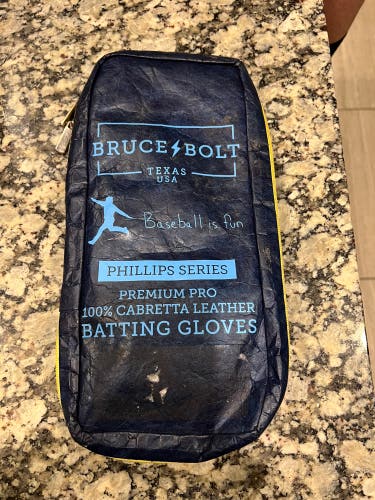 BRUCE BOLT
TEXAS
USA
Baseball is fun
PHILLIPS SERIES
PREMIUM PRO
100% CABRETTA LEATHER
BATTING GLOVES